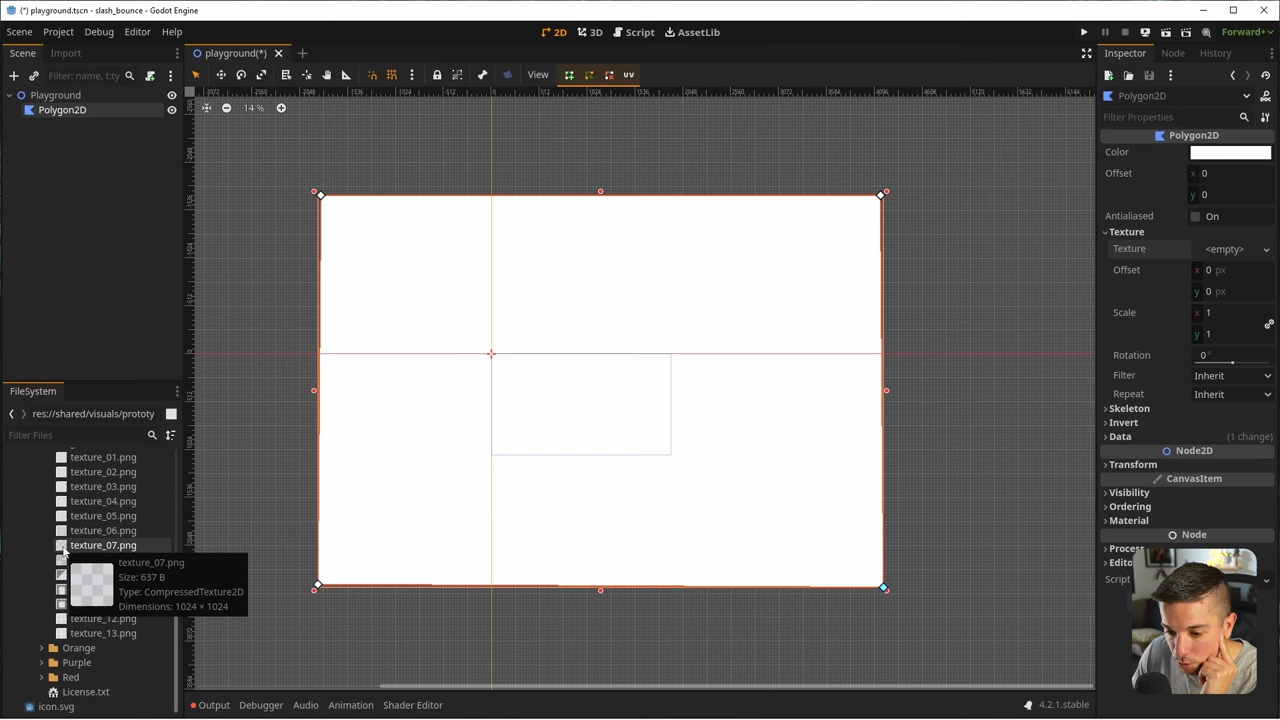 (*) playground.tscn - slash_bounce - Godot Engine
Scene Project Debug Editor Help
2D 3D Script AssetLib
Forward+
Scene Import
playground(*)
Inspector Node History
Filter: name, t:ty
View
Playground
Polygon2D
14 %
Polygon2D
Filter Properties
Polygon2D
Color
Offset x 0
y 0
Antialiased On
Texture
Texture <empty>
Offset x 0 px
y 0 px
Scale x 1
y 1
Rotation 0 °
Filter Inherit
Repeat Inherit
Skeleton
Invert
Data (1 change)
Node2D
Transform
CanvasItem
Visibility
Ordering
Material
Node
Process
Script
FileSystem
res://shared/visuals/prototy
Filter Files
texture_01.png
texture_02.png
texture_03.png
texture_04.png
texture_05.png
texture_06.png
texture_07.png
texture_07.png
Size: 637 B
Type: CompressedTexture2D
Dimensions: 1024 × 1024
texture_12.png
texture_13.png
Orange
Purple
Red
License.txt
icon.svg
Output Debugger Audio Animation Shader Editor
4.2.1.stable